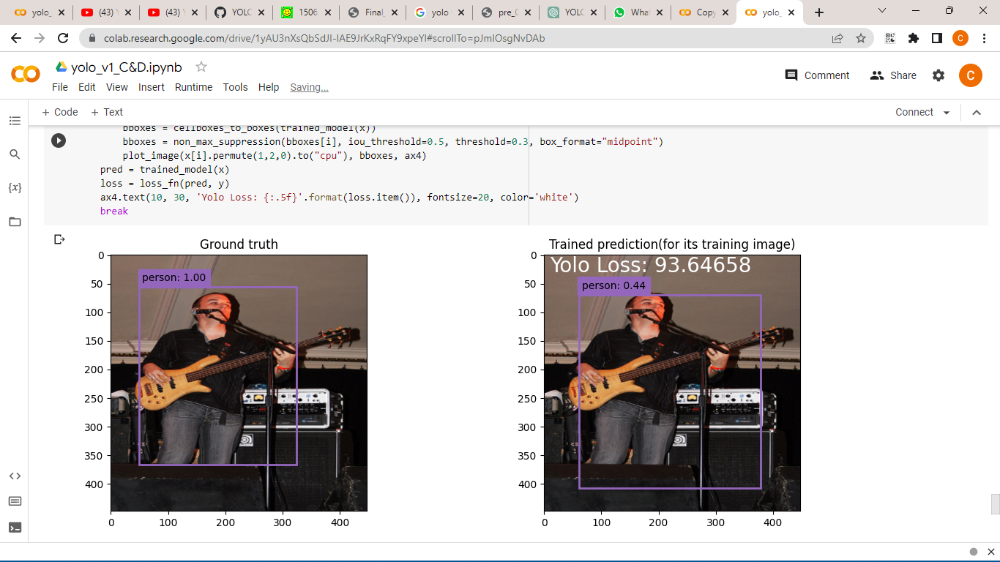 yolo_
(43)
(43)
YOLO
1506
Final_
yolo
pre_0
YOLO
What
Copy
yolo_
colab.research.google.com/drive/1yAU3nXsQbSdJI-IAE9JrKxRqFY9xpeYI#scrollTo=pJmIOsgNvDAb
C
yolo_v1_C&D.ipynb
File Edit View Insert Runtime Tools Help Saving...
Comment Share C
+ Code + Text
Connect
bboxes = cellboxes_to_boxes(trained_model(x))
bboxes = non_max_suppression(bboxes[i], iou_threshold=0.5, threshold=0.3, box_format="midpoint")
plot_image(x[i].permute(1,2,0).to("cpu"), bboxes, ax4)
pred = trained_model(x)
loss = loss_fn(pred, y)
ax4.text(10, 30, 'Yolo Loss: {:.5f}'.format(loss.item()), fontsize=20, color='white')
break
{x}
Ground truth
person: 1.00
0
50
100
150
200
250
300
350
400
0 100 200 300 400
Trained prediction(for its training image)
Yolo Loss: 93.64658
person: 0.44
0
50
100
150
200
250
300
350
400
0 100 200 300 400